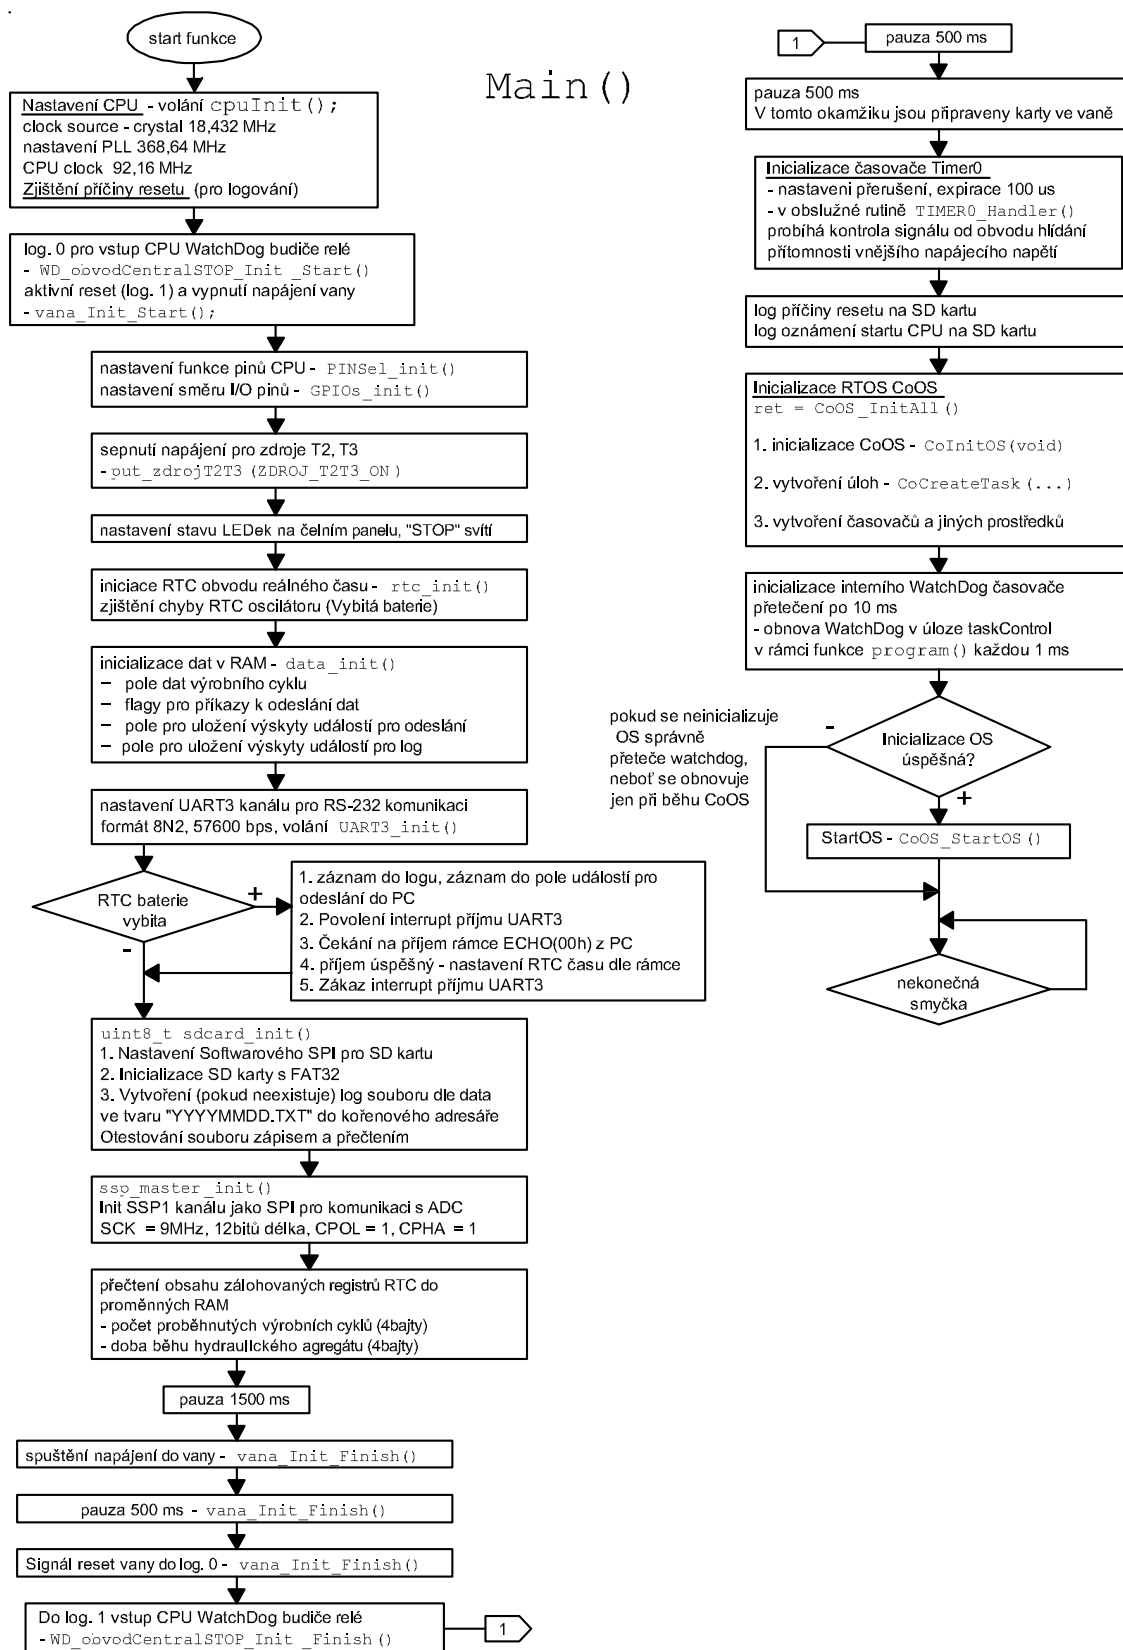 start funkce
Main()
Nastavení CPU - volání cpuInit();
clock source - crystal 18,432 MHz
nastavení PLL 368,64 MHz
CPU clock 92,16 MHz
Zjištění příčiny resetu (pro logování)
log. 0 pro vstup CPU WatchDog budiče relé
- WD_obvodCentralSTOP_Init _Start()
aktivní reset (log. 1) a vypnutí napájení vany
- vana_Init_Start();
nastavení funkce pinů CPU - PINSel_init()
nastavení směru I/O pinů - GPIOs_init()
sepnutí napájení pro zdroje T2, T3
- put_zdrojT2T3(ZDROJ_T2T3_ON)
nastavení stavu LEDek na čelním panelu, "STOP" svítí
iniciace RTC obvodu reálného času - rtc_init()
zjištění chyby RTC oscilátoru (Vybitá baterie)
inicializace dat v RAM - data_init()
– pole dat výrobního cyklu
– flagy pro příkazy k odeslání dat
– pole pro uložení výskyty událostí pro odeslání
– pole pro uložení výskyty událostí pro log
nastavení UART3 kanálu pro RS-232 komunikaci
formát 8N2, 57600 bps, volání UART3_init()
RTC baterie
vybita
+
-
1. záznam do logu, záznam do pole událostí pro
odeslání do PC
2. Povolení interrupt příjmu UART3
3. Čekání na příjem rámce ECHO(00h) z PC
4. příjem úspěšný - nastavení RTC času dle rámce
5. Zákaz interrupt příjmu UART3
uint8_t sdcard_init()
1. Nastavení Softwarového SPI pro SD kartu
2. Inicializace SD karty s FAT32
3. Vytvoření (pokud neexistuje) log souboru dle data
ve tvaru "YYYYMMDD.TXT" do kořenového adresáře
Otestování souboru zápisem a přečtením
ssp_master_init()
Init SSP1 kanálu jako SPI pro komunikaci s ADC
SCK = 9MHz, 12bitů délka, CPOL = 1, CPHA = 1
přečtení obsahu zálohovaných registrů RTC do
proměnných RAM
- počet proběhnutých výrobních cyklů (4bajty)
- doba běhu hydraulického agregátu (4bajty)
pauza 1500 ms
spuštění napájení do vany - vana_Init_Finish()
pauza 500 ms - vana_Init_Finish()
Signál reset vany do log. 0 - vana_Init_Finish()
Do log. 1 vstup CPU WatchDog budiče relé
- WD_obvodCentralSTOP_Init _Finish()
1
1
pauza 500 ms
pauza 500 ms
V tomto okamžiku jsou připraveny karty ve vaně
Inicializace časovače Timer0
- nastaveni přerušení, expirace 100 us
- v obslužné rutině TIMER0_Handler()
probíhá kontrola signálu od obvodu hlídání
přítomnosti vnějšího napájecího napětí
log příčiny resetu na SD kartu
log oznámení startu CPU na SD kartu
Inicializace RTOS CoOS
ret = CoOS_InitAll()
1. inicializace CoOS - CoInitOS(void)
2. vytvoření úloh - CoCreateTask(...)
3. vytvoření časovačů a jiných prostředků
inicializace interního WatchDog časovače
přetečení po 10 ms
- obnova WatchDog v úloze taskControl
v rámci funkce program() každou 1 ms
pokud se neinicializuje
OS správně
přeteče watchdog,
neboť se obnovuje
jen při běhu CoOS
-
Inicializace OS
úspěšná?
+
StartOS - CoOS_StartOS()
nekonečná
smyčka